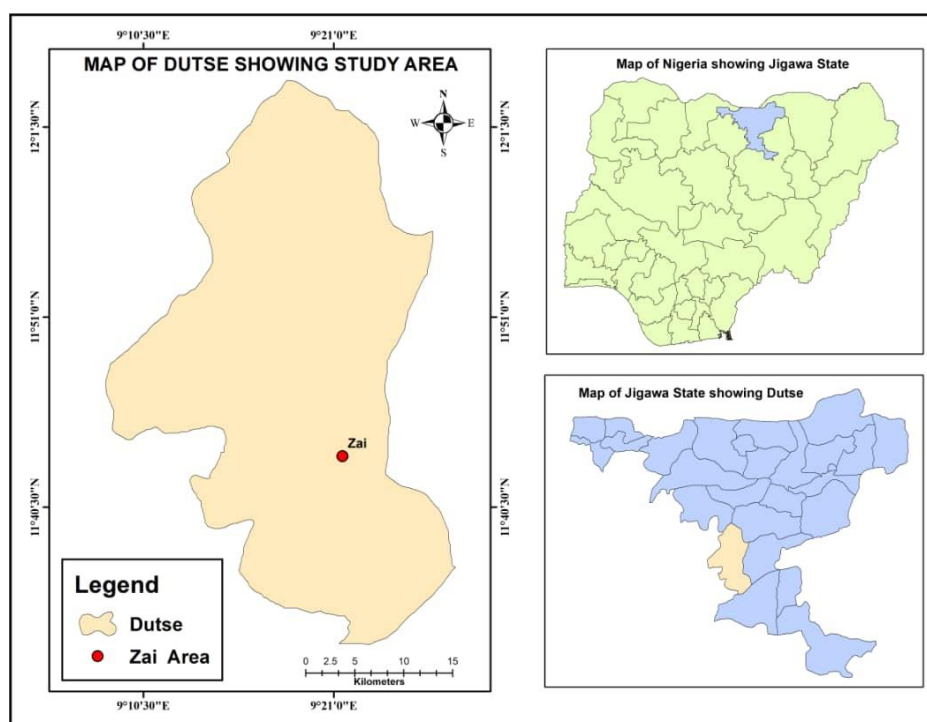 9°10'30"E 9°21'0"E
MAP OF DUTSE SHOWING STUDY AREA
N
W E
S
12°1'30"N
12°1'30"N
11°51'0"N
11°51'0"N
Zai
11°40'30"N
11°40'30"N
Legend
Dutse
Zai Area
0 2.5 5 10 15
Kilometers
9°10'30"E 9°21'0"E
Map of Nigeria showing Jigawa State
Map of Jigawa State showing Dutse